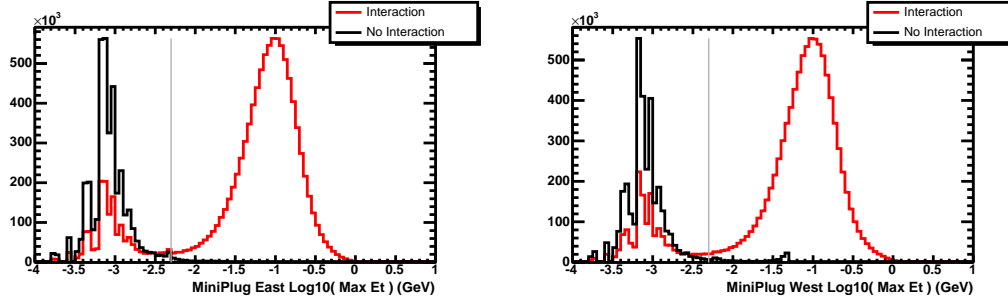 ×10³
Interaction
No Interaction
500
400
300
200
100
0
-4 -3.5 -3 -2.5 -2 -1.5 -1 -0.5 0 0.5 1
MiniPlug East Log10( Max Et ) (GeV)
×10³
Interaction
No Interaction
500
400
300
200
100
0
-4 -3.5 -3 -2.5 -2 -1.5 -1 -0.5 0 0.5 1
MiniPlug West Log10( Max Et ) (GeV)